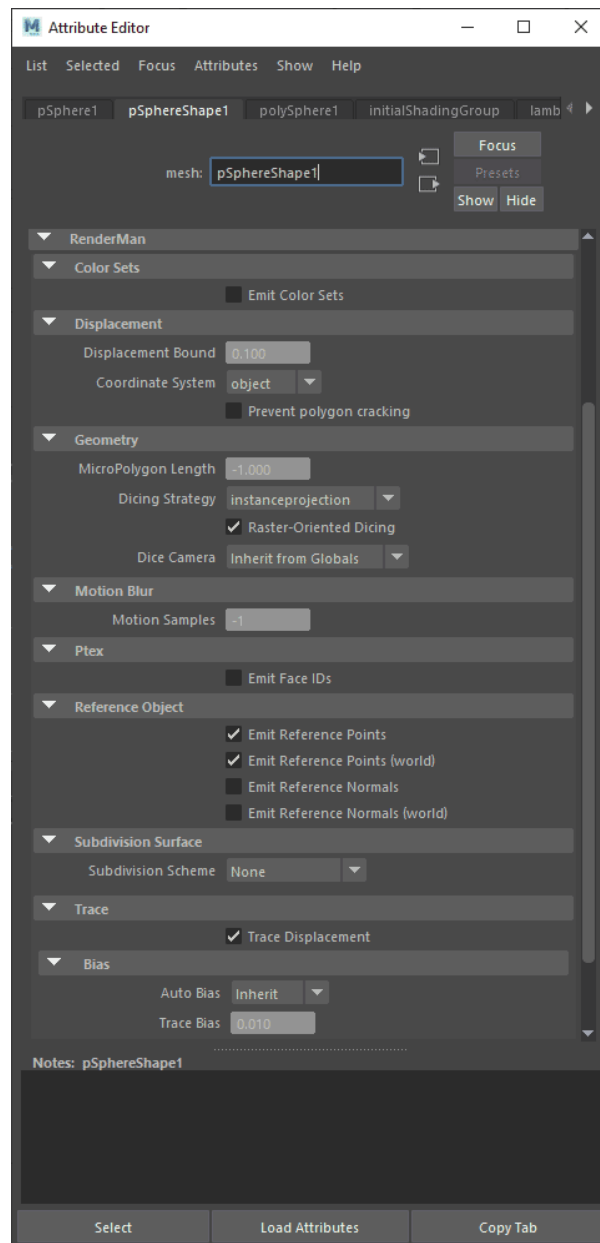 Attribute Editor
List Selected Focus Attributes Show Help
pSphere1 pSphereShape1 polySphere1 initialShadingGroup lamb
Focus
mesh: pSphereShape1
Presets
Show Hide
RenderMan
Color Sets
Emit Color Sets
Displacement
Displacement Bound 0.100
Coordinate System object
Prevent polygon cracking
Geometry
MicroPolygon Length -1.000
Dicing Strategy instanceprojection
Raster-Oriented Dicing
Dice Camera Inherit from Globals
Motion Blur
Motion Samples -1
Ptex
Emit Face IDs
Reference Object
Emit Reference Points
Emit Reference Points (world)
Emit Reference Normals
Emit Reference Normals (world)
Subdivision Surface
Subdivision Scheme None
Trace
Trace Displacement
Bias
Auto Bias Inherit
Trace Bias 0.010
Notes: pSphereShape1
Select Load Attributes Copy Tab